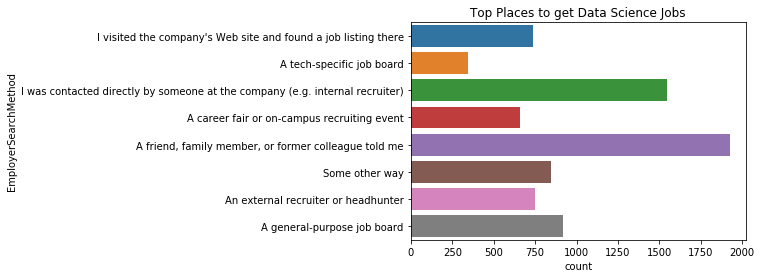 Top Places to get Data Science Jobs
I visited the company's Web site and found a job listing there
A tech-specific job board
I was contacted directly by someone at the company (e.g. internal recruiter)
A career fair or on-campus recruiting event
A friend, family member, or former colleague told me
Some other way
An external recruiter or headhunter
A general-purpose job board
EmployerSearchMethod
0 250 500 750 1000 1250 1500 1750 2000
count